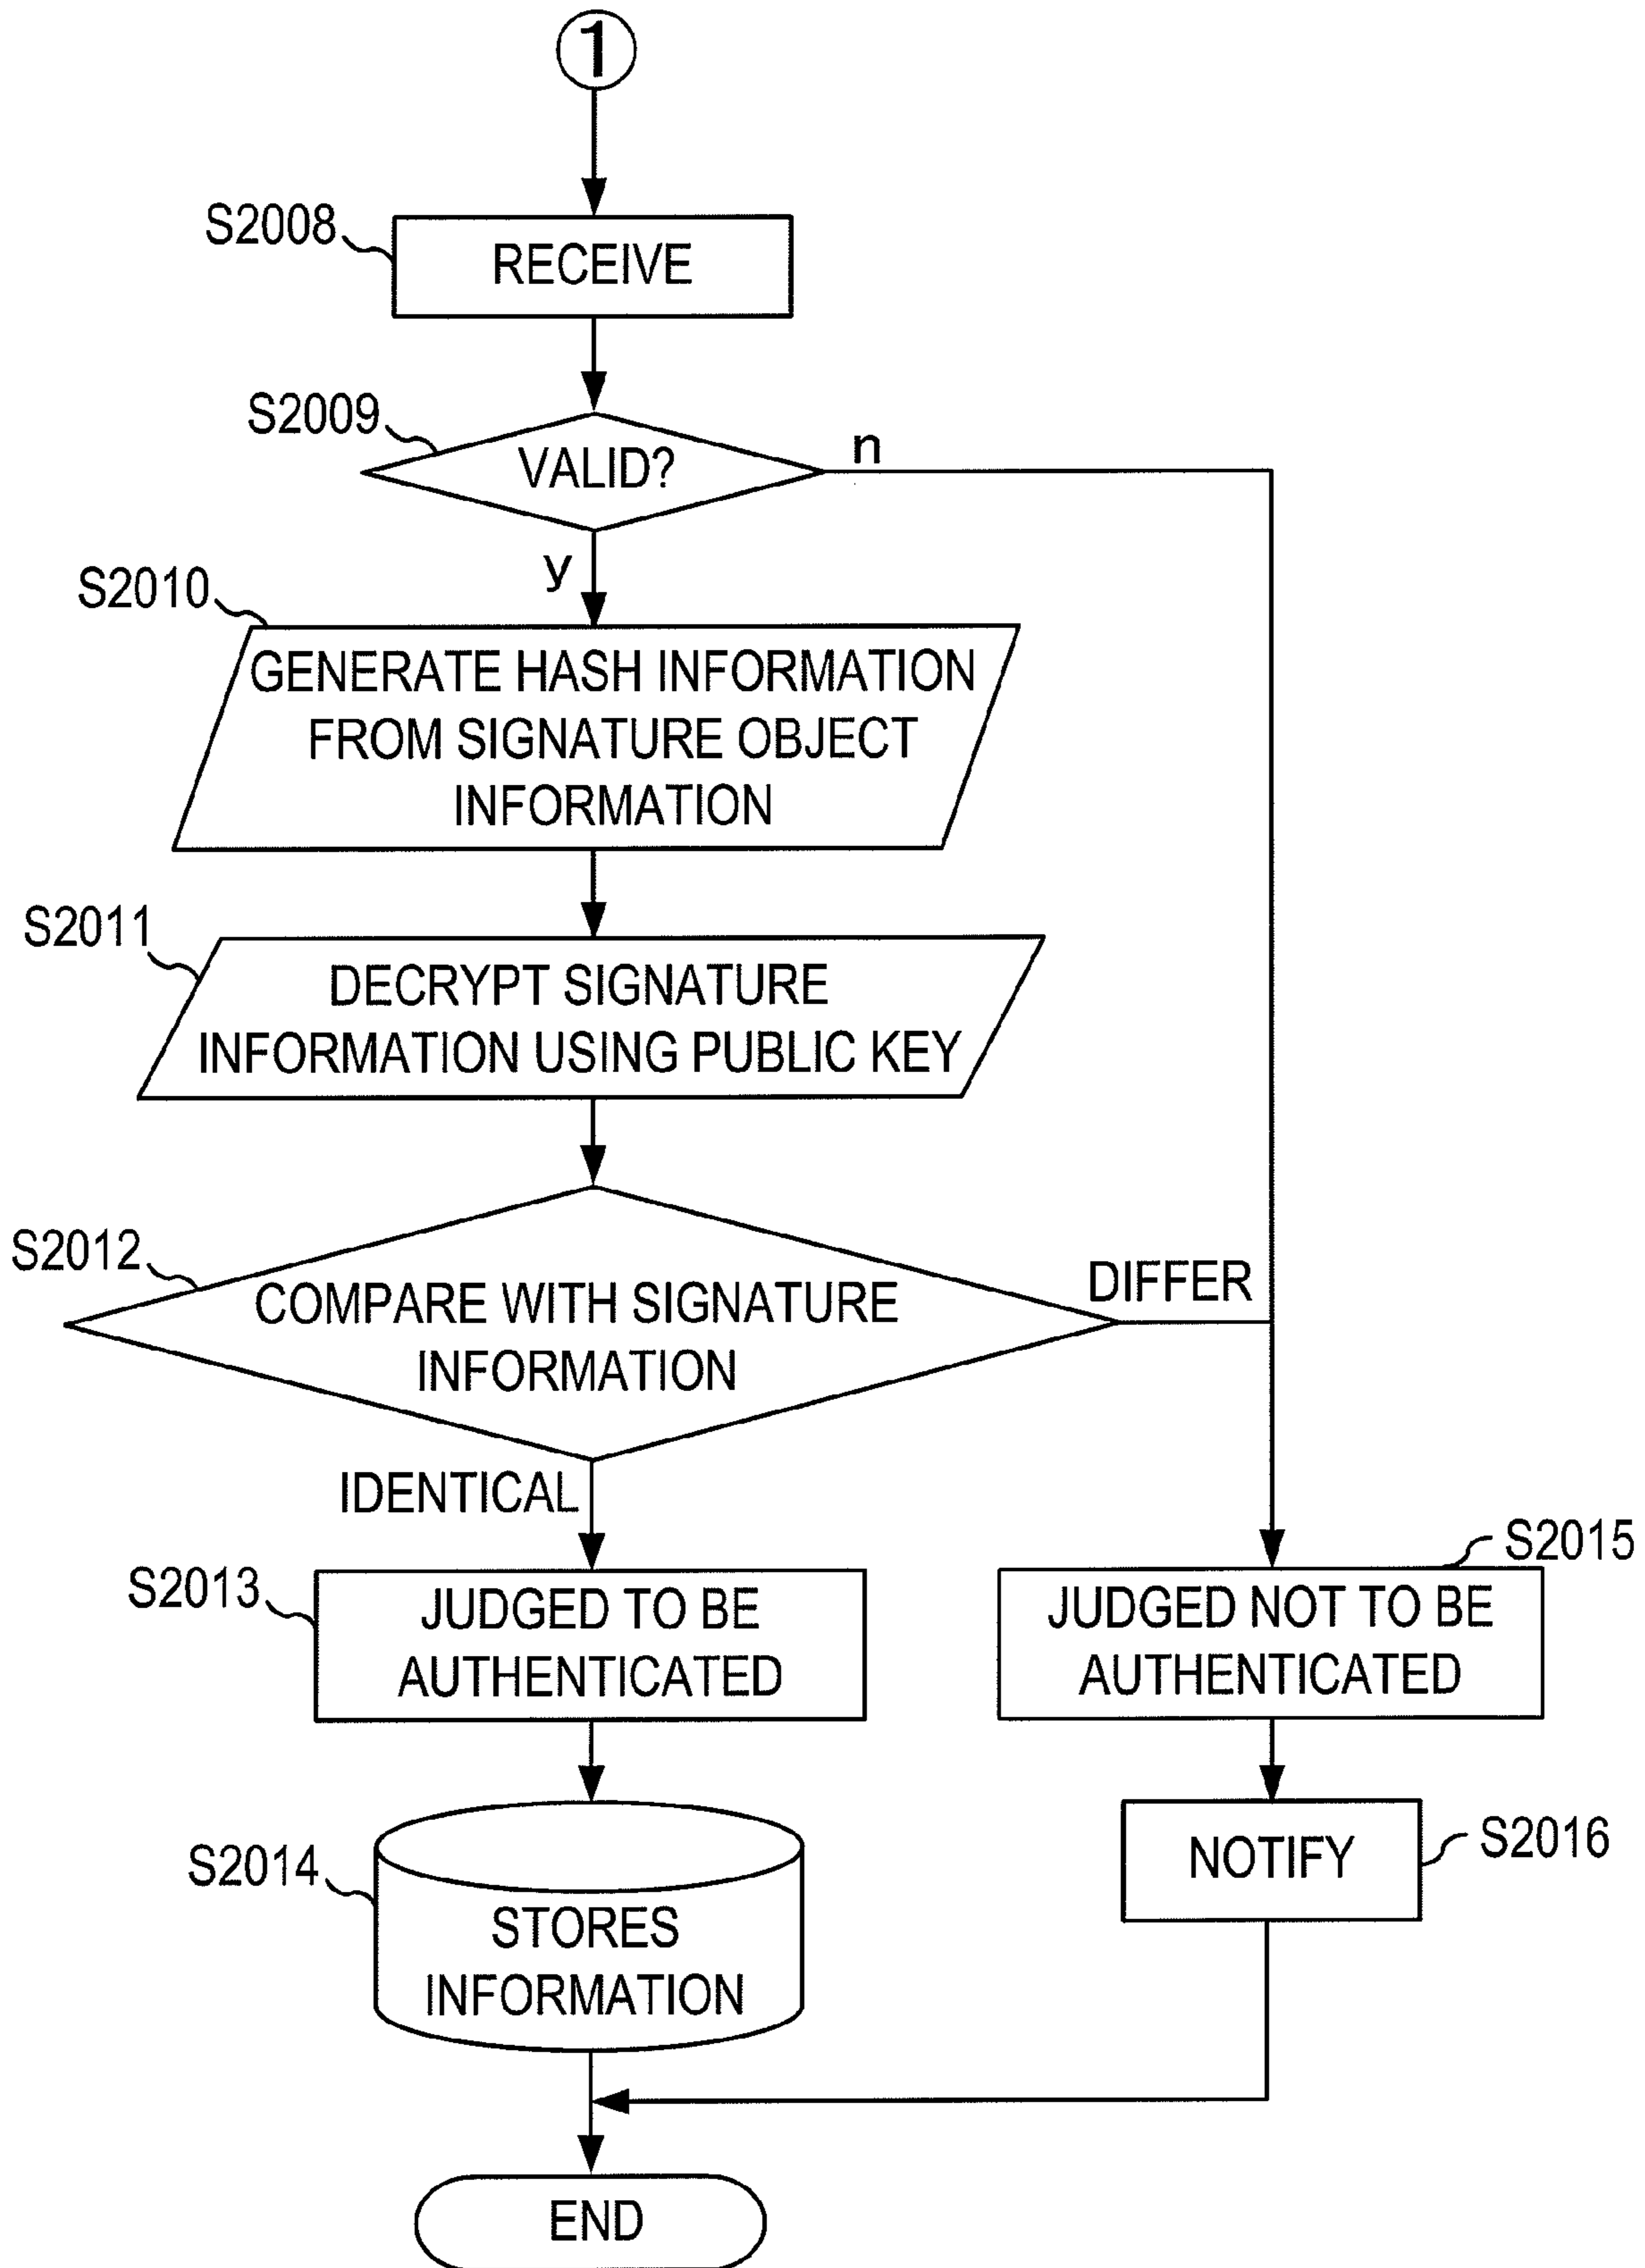 1
S2008
RECEIVE
S2009
VALID?
n
y
S2010
GENERATE HASH INFORMATION
FROM SIGNATURE OBJECT
INFORMATION
S2011
DECRYPT SIGNATURE
INFORMATION USING PUBLIC KEY
S2012
COMPARE WITH SIGNATURE
INFORMATION
DIFFER
IDENTICAL
S2013
JUDGED TO BE
AUTHENTICATED
S2015
JUDGED NOT TO BE
AUTHENTICATED
S2014
STORES
INFORMATION
NOTIFY
S2016
END